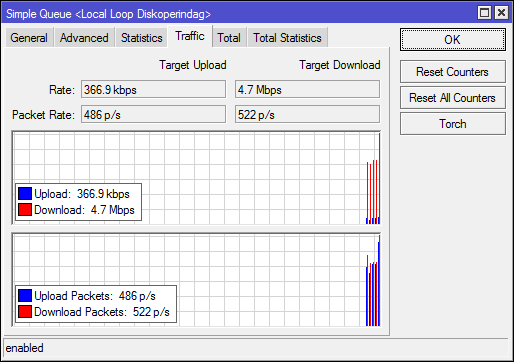 Simple Queue <Local Loop Diskoperindag>
General Advanced Statistics Traffic Total Total Statistics
OK
Reset Counters
Reset All Counters
Torch
Target Upload Target Download
Rate: 366.9 kbps 4.7 Mbps
Packet Rate: 486 p/s 522 p/s
Upload: 366.9 kbps
Download: 4.7 Mbps
Upload Packets: 486 p/s
Download Packets: 522 p/s
enabled